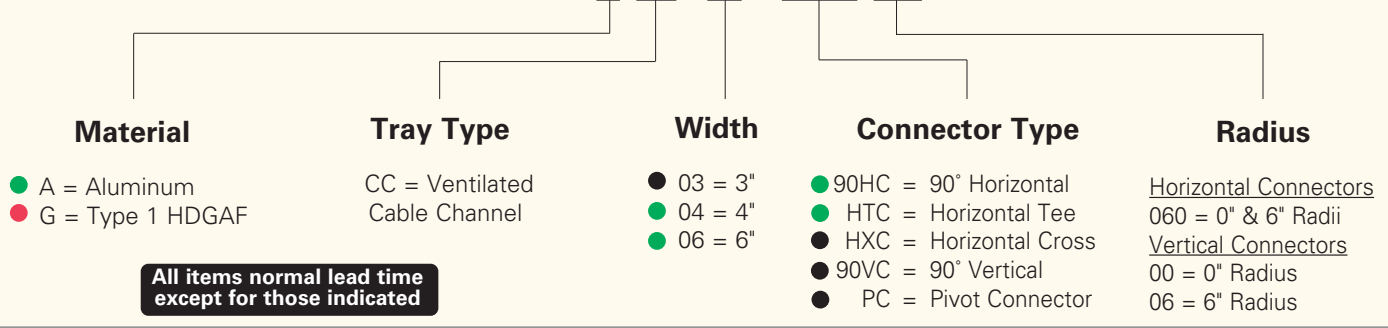 Material
A = Aluminum
G = Type 1 HDGAF
All items normal lead time
except for those indicated
Tray Type
CC = Ventilated
Cable Channel
Width
03 = 3"
04 = 4"
06 = 6"
Connector Type
90HC = 90˚ Horizontal
HTC = Horizontal Tee
HXC = Horizontal Cross
90VC = 90˚ Vertical
PC = Pivot Connector
Radius
Horizontal Connectors
060 = 0" & 6" Radii
Vertical Connectors
00 = 0" Radius
06 = 6" Radius